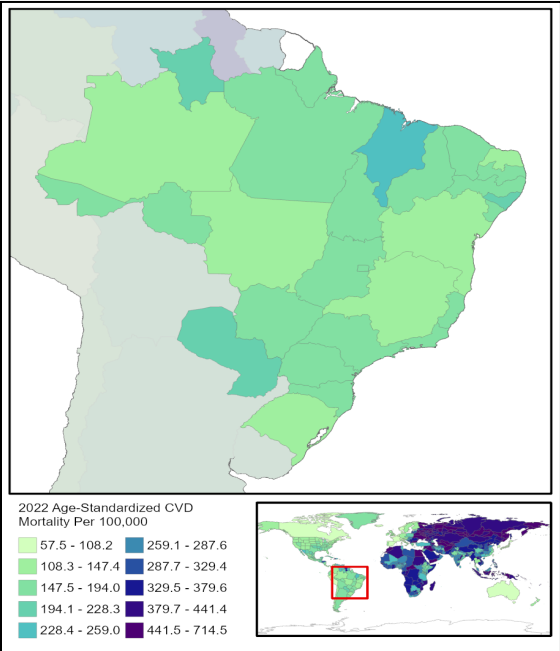 2022 Age-Standardized CVD
Mortality Per 100,000
57.5 - 108.2
108.3 - 147.4
147.5 - 194.0
194.1 - 228.3
228.4 - 259.0
259.1 - 287.6
287.7 - 329.4
329.5 - 379.6
379.7 - 441.4
441.5 - 714.5